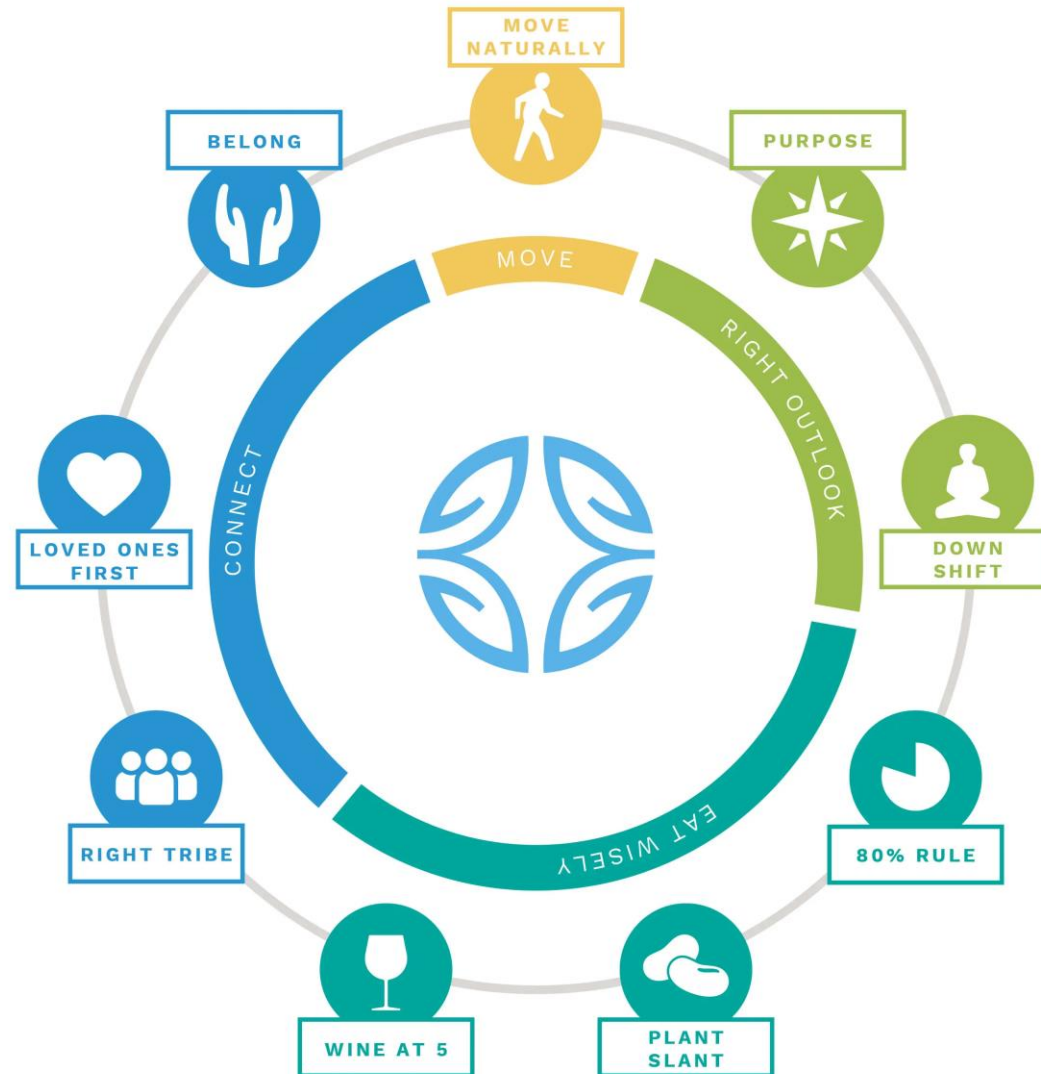 MOVE
NATURALLY
BELONG
PURPOSE
MOVE
RIGHT OUTLOOK
CONNECT
LOVED ONES
FIRST
DOWN
SHIFT
RIGHT TRIBE
80% RULE
EAT WISELY
WINE AT 5
PLANT
SLANT